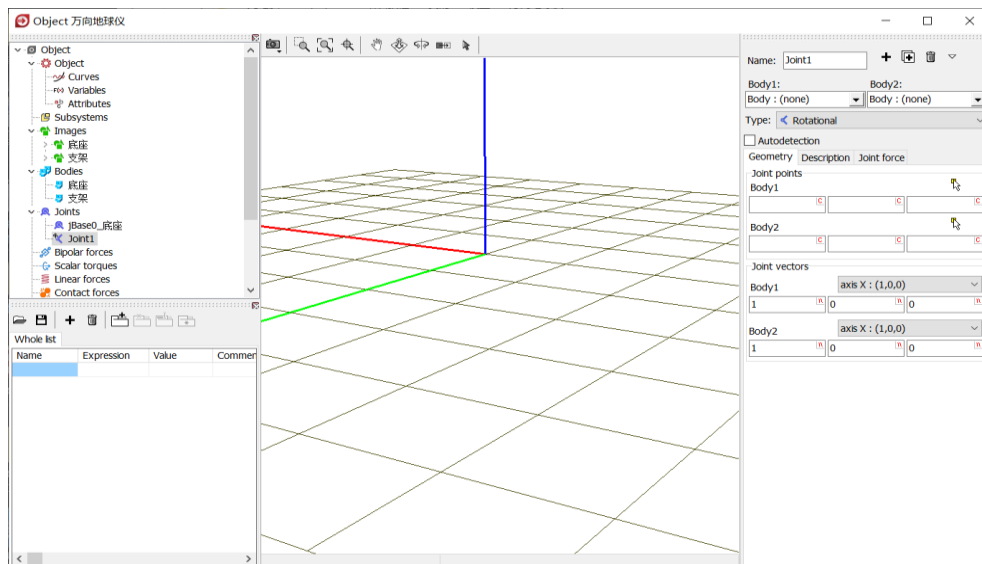 Object 万向地球仪
Object
Object
Curves
Variables
Attributes
Subsystems
Images
底座
支架
Bodies
底座
支架
Joints
jBase0_底座
Joint1
Bipolar forces
Scalar torques
Linear forces
Contact forces
Whole list
Name Expression Value Commer
Name: Joint1
Body1: Body2:
Body : (none) Body : (none)
Type: Rotational
Autodetection
Geometry Description Joint force
Joint points
Body1
C C C
Body2
C C C
Joint vectors
Body1 axis X : (1,0,0)
1 n 0 n 0 n
Body2 axis X : (1,0,0)
1 n 0 n 0 n